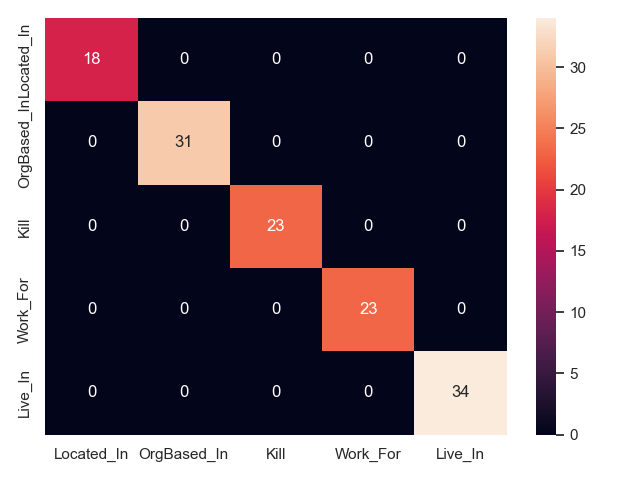 Located_In 18 0 0 0 0
OrgBased_In 0 31 0 0 0
Kill 0 0 23 0 0
Work_For 0 0 0 23 0
Live_In 0 0 0 0 34
Located_In OrgBased_In Kill Work_For Live_In
30
25
20
15
10
5
0